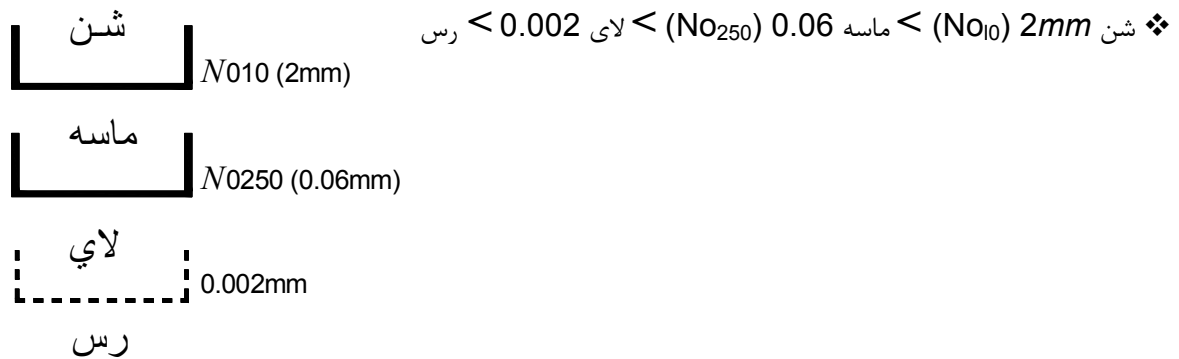 ❖ شن 2mm (No10) > ماسه 0.06 (No250) > لای 0.002 > رس
شن
N010 (2mm)
ماسه
N0250 (0.06mm)
لاي
0.002mm
رس